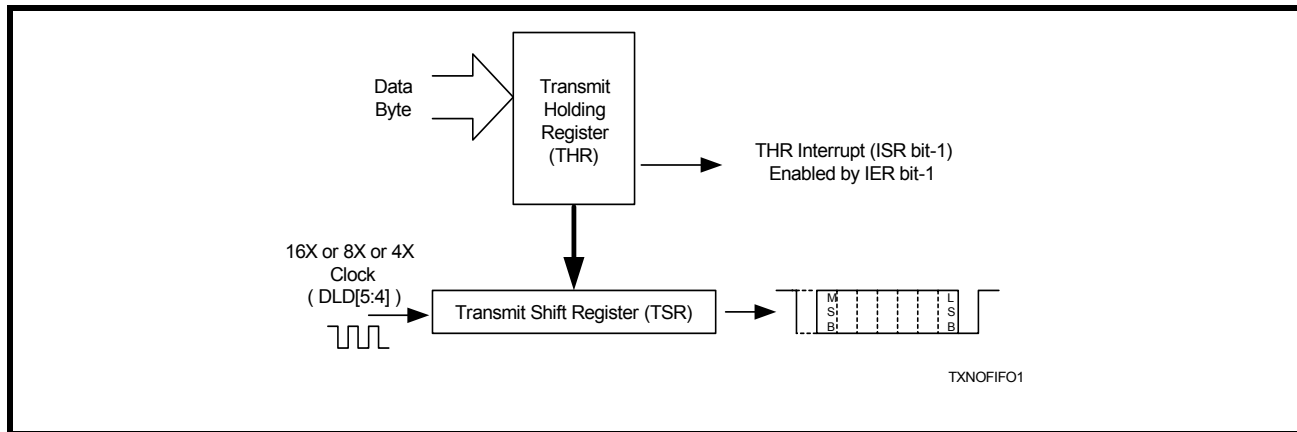 Data
Byte
Transmit
Holding
Register
(THR)
THR Interrupt (ISR bit-1)
Enabled by IER bit-1
16X or 8X or 4X
Clock
( DLD[5:4] )
Transmit Shift Register (TSR)
M
S
B
L
S
B
TXNOFIFO1